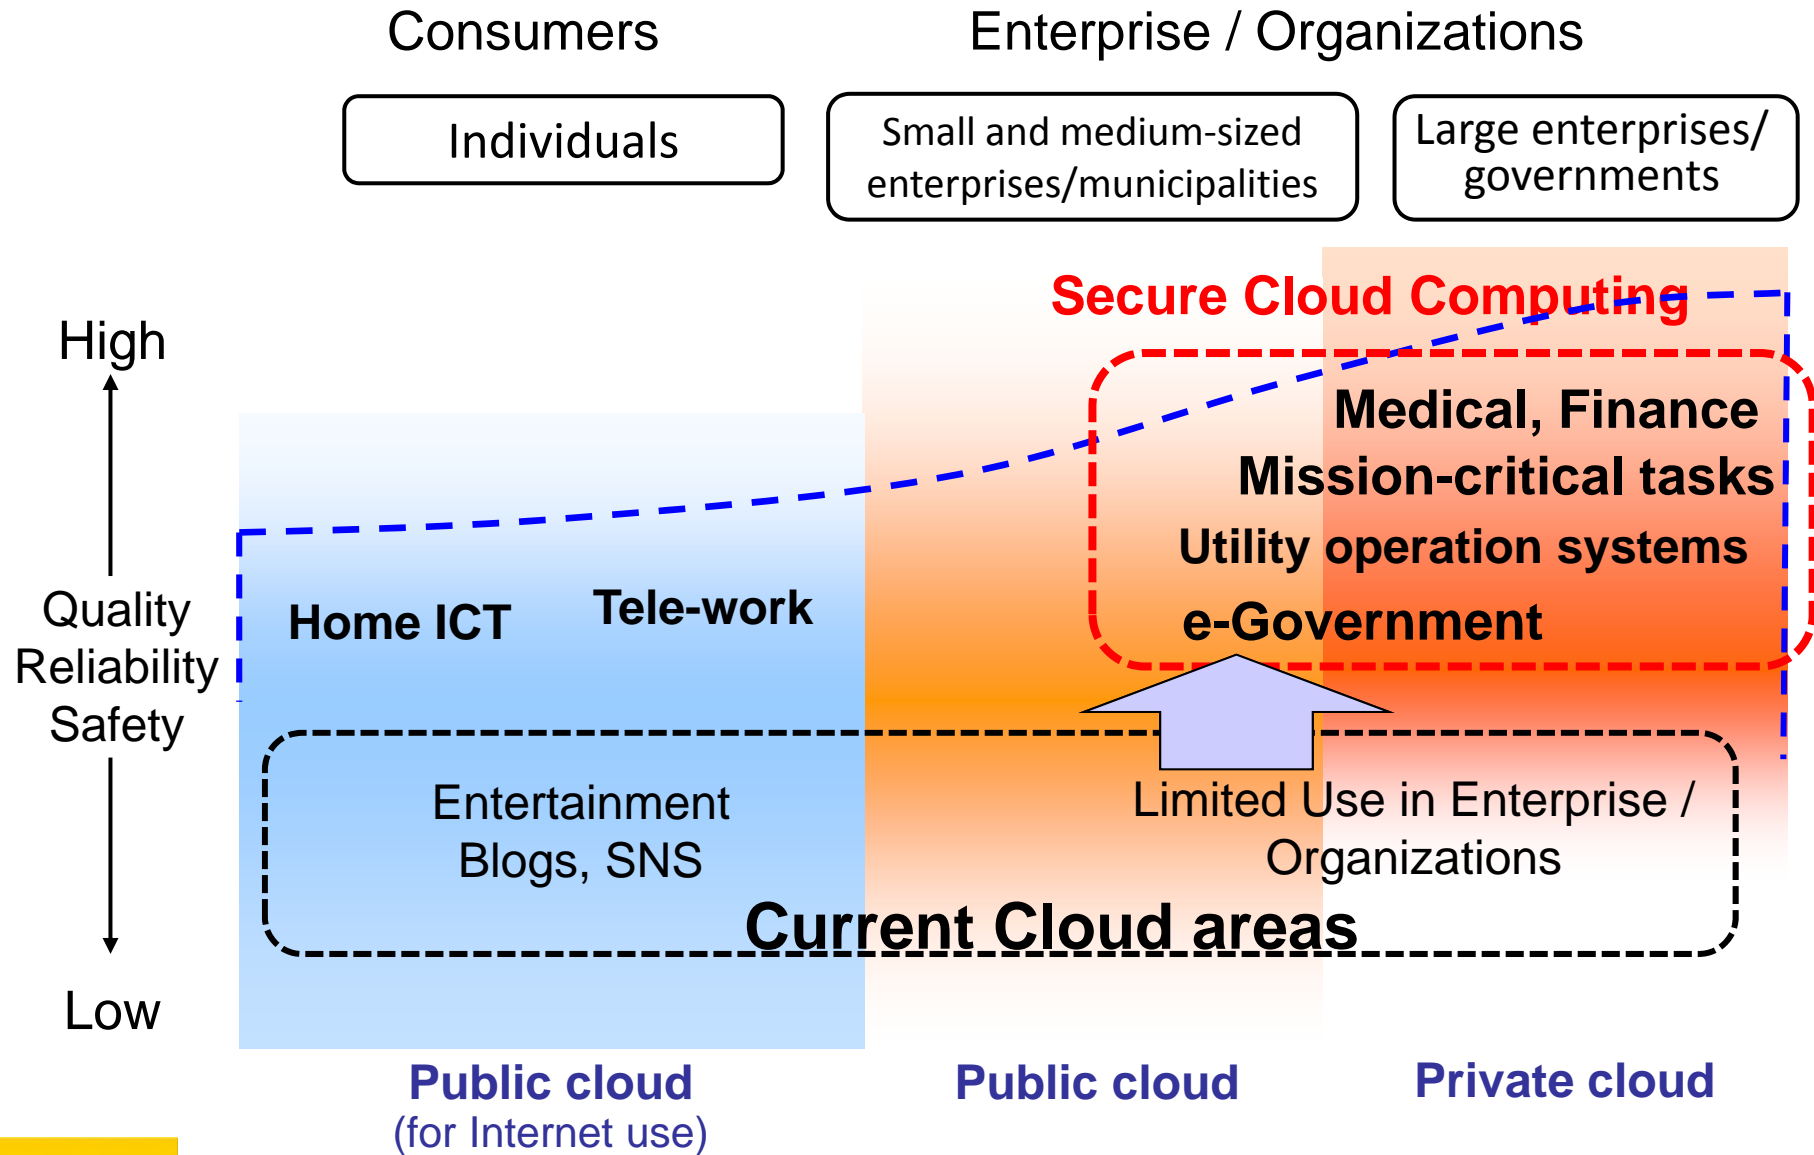 Consumers
Enterprise / Organizations
Individuals
Small and medium-sized
enterprises/municipalities
Large enterprises/
governments
Secure Cloud Computing
High
Medical, Finance
Mission-critical tasks
Utility operation systems
e-Government
Quality
Reliability
Safety
Home ICT
Tele-work
Entertainment
Blogs, SNS
Limited Use in Enterprise /
Organizations
Current Cloud areas
Low
Public cloud
(for Internet use)
Public cloud
Private cloud